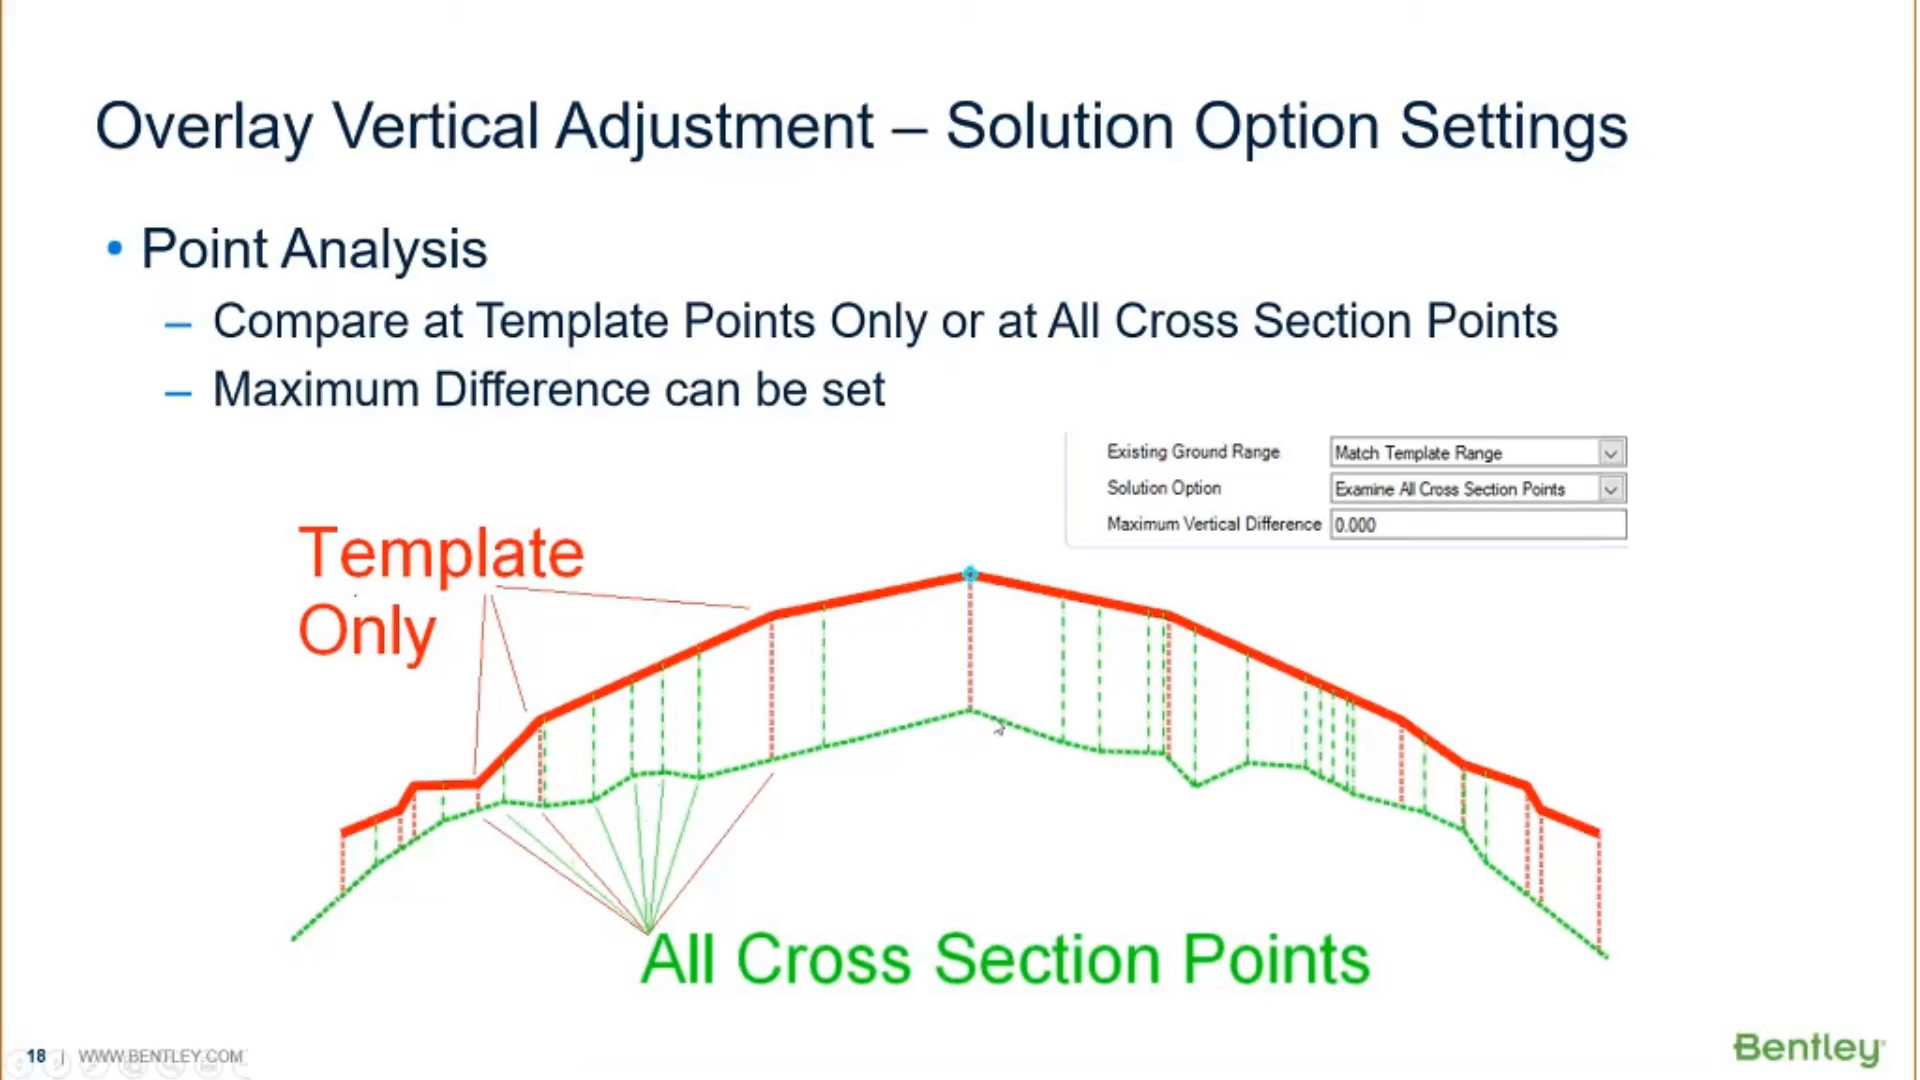 Overlay Vertical Adjustment – Solution Option Settings
• Point Analysis
– Compare at Template Points Only or at All Cross Section Points
– Maximum Difference can be set
Existing Ground Range Match Template Range
Solution Option Examine All Cross Section Points
Maximum Vertical Difference 0.000
Template
Only
All Cross Section Points
18 | WWW.BENTLEY.COM
Bentley